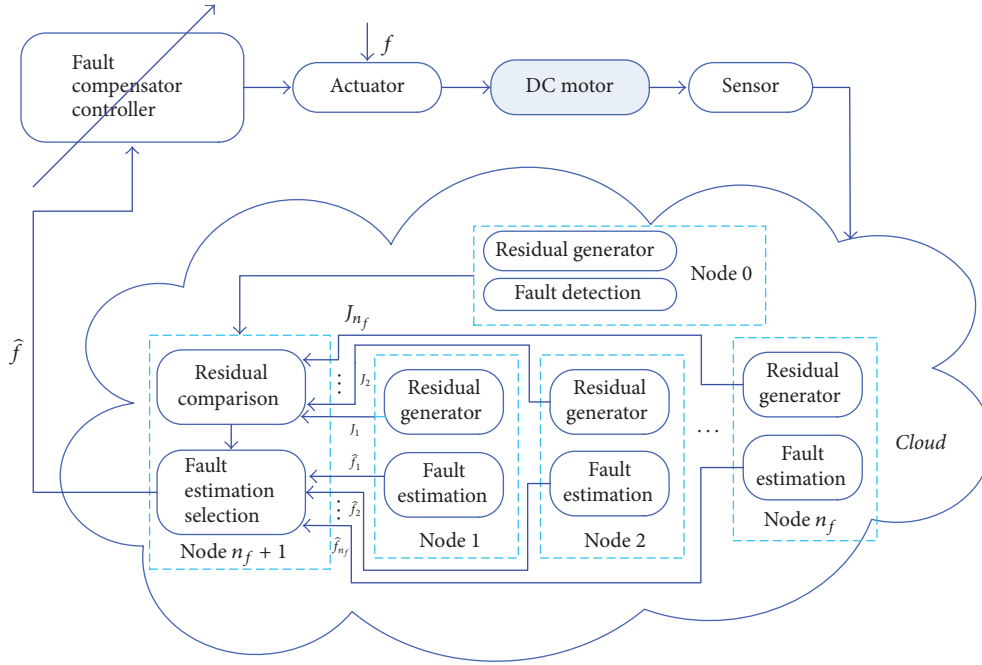 Fault
compensator
controller
f
Actuator
DC motor
Sensor
Residual generator
Fault detection
Node 0
f̂
J_{n_f}
Residual
comparison
⋮
J_2
J_1
Residual
generator
Residual
generator
Residual
generator
...
Cloud
Fault
estimation
selection
f̂_1
⋮
f̂_2
f̂_{n_f}
Fault
estimation
Fault
estimation
Fault
estimation
Node n_f + 1
Node 1
Node 2
Node n_f